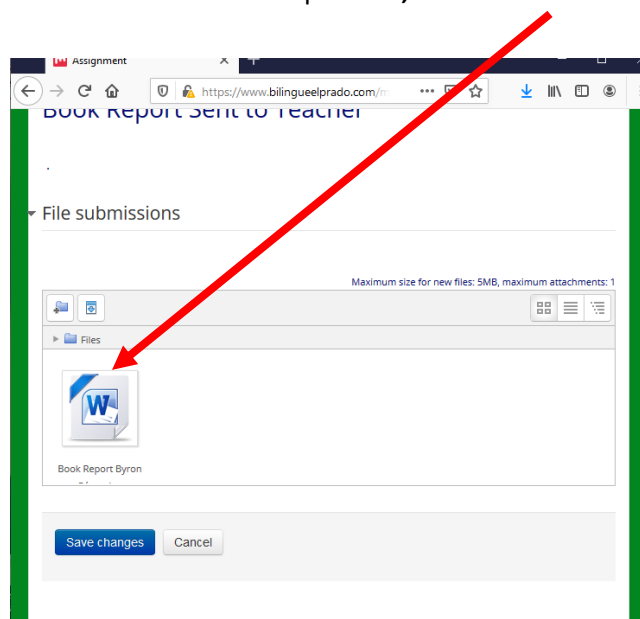 Assignment
https://www.bilingueelprado.com/m
Book Report Sent to Teacher
File submissions
Maximum size for new files: 5MB, maximum attachments: 1
Files
W
Book Report Byron
Save changes Cancel